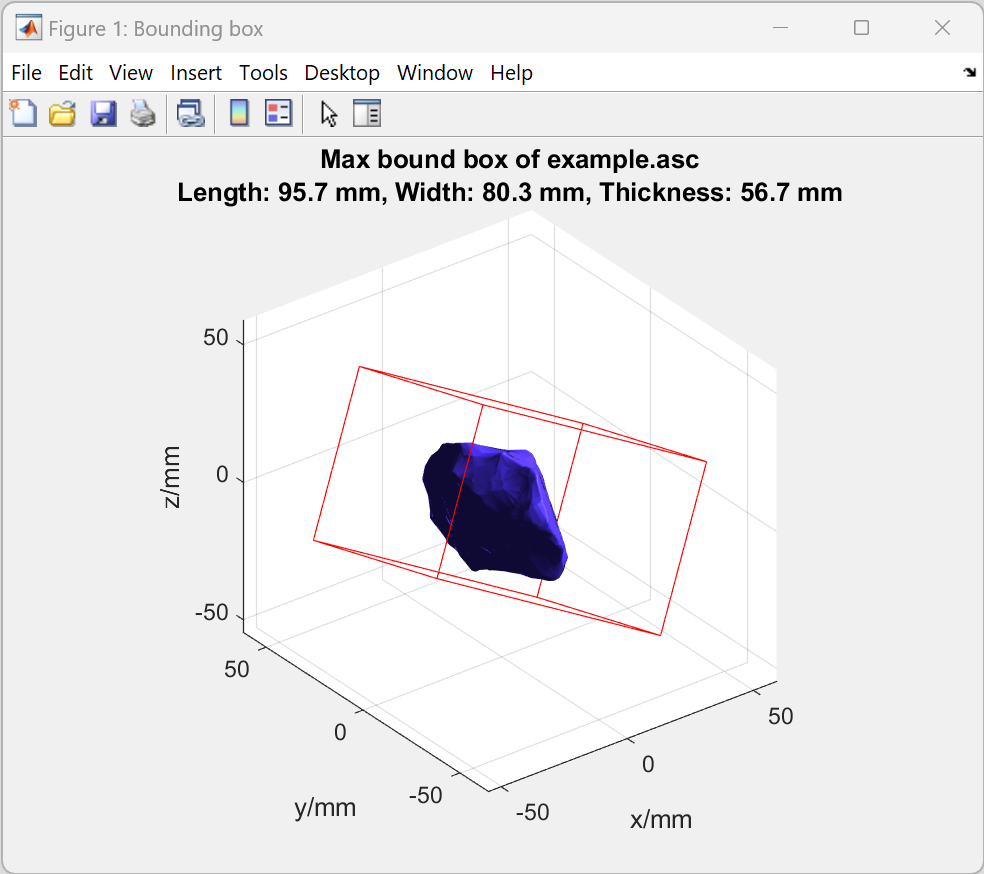 Figure 1: Bounding box
File Edit View Insert Tools Desktop Window Help
Max bound box of example.asc
Length: 95.7 mm, Width: 80.3 mm, Thickness: 56.7 mm
50
0
-50
z/mm
50
0
-50
y/mm
-50
0
50
x/mm